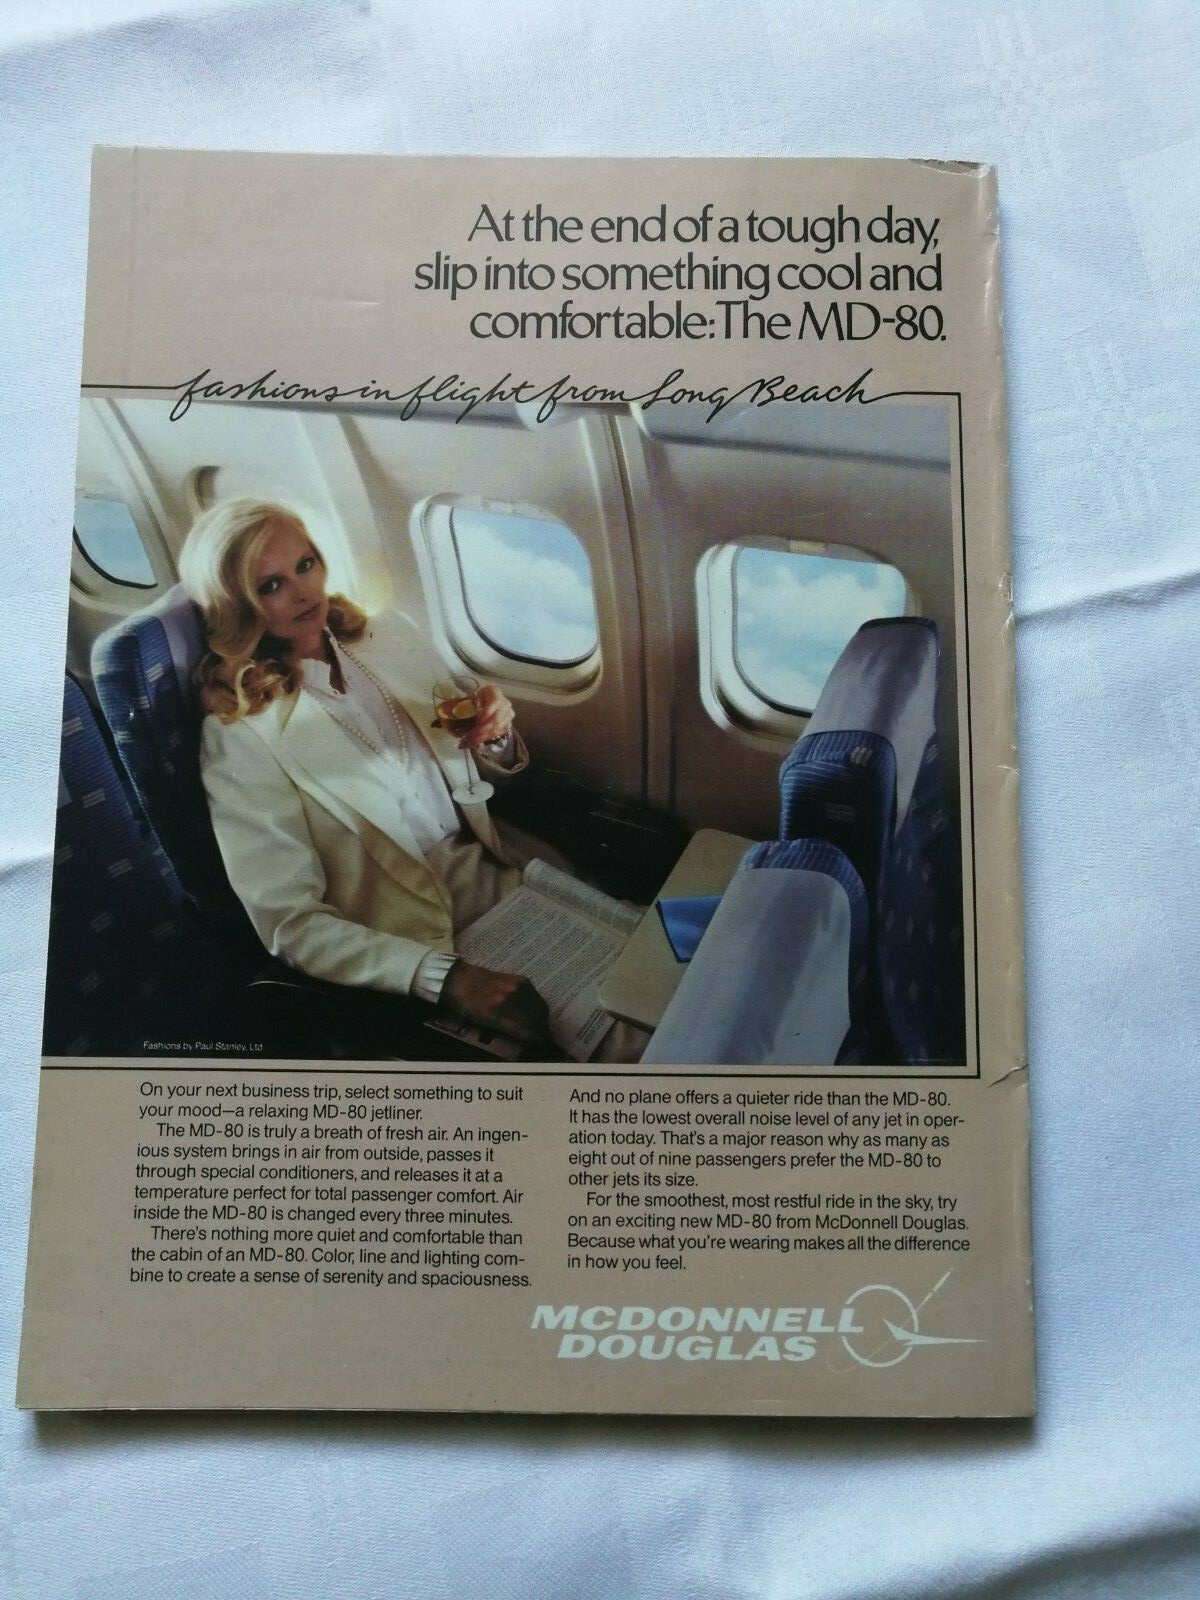 At the end of a tough day,
slip into something cool and
comfortable: The MD-80.
fashions in flight from Long Beach
Fashions by Paul Stanley, Ltd
On your next business trip, select something to suit
your mood—a relaxing MD-80 jetliner.
The MD-80 is truly a breath of fresh air. An ingen-
ious system brings in air from outside, passes it
through special conditioners, and releases it at a
temperature perfect for total passenger comfort. Air
inside the MD-80 is changed every three minutes.
There's nothing more quiet and comfortable than
the cabin of an MD-80. Color, line and lighting com-
bine to create a sense of serenity and spaciousness.
And no plane offers a quieter ride than the MD-80.
It has the lowest overall noise level of any jet in oper-
ation today. That's a major reason why as many as
eight out of nine passengers prefer the MD-80 to
other jets its size.
For the smoothest, most restful ride in the sky, try
on an exciting new MD-80 from McDonnell Douglas.
Because what you're wearing makes all the difference
in how you feel.
MCDONNELL
DOUGLAS